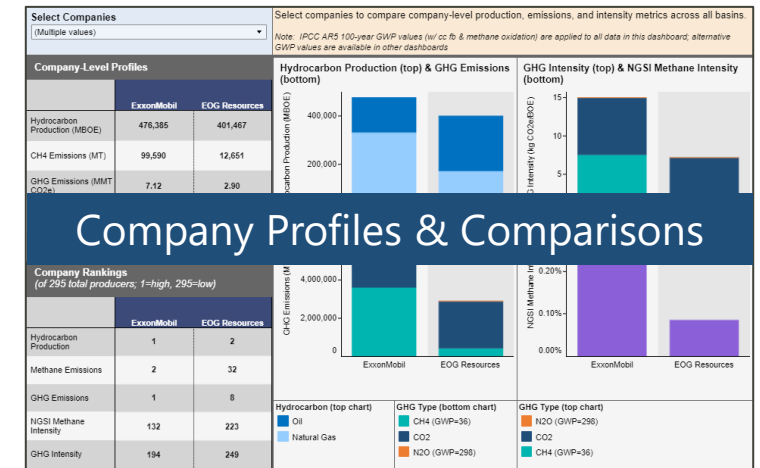 Select Companies
(Multiple values)
Select companies to compare company-level production, emissions, and intensity metrics across all basins.
Note: IPCC AR5 100-year GWP values (w/ cc fb & methane oxidation) are applied to all data in this dashboard; alternative
GWP values are available in other dashboards
Company-Level Profiles
ExxonMobil EOG Resources
Hydrocarbon
Production (MBOE) 476,385 401,467
CH4 Emissions (MT) 99,590 12,651
GHG Emissions (MMT
CO2e) 7.12 2.90
Hydrocarbon Production (top) & GHG Emissions
(bottom)
400,000
200,000
GHG Intensity (top) & NGSI Methane Intensity
(bottom)
Intensity (kg CO2e/BOE)
15
10
5
Company Profiles & Comparisons
Company Rankings
(of 295 total producers; 1=high, 295=low)
ExxonMobil EOG Resources
Hydrocarbon
Production 1 2
Methane Emissions 2 32
GHG Emissions 1 8
NGSI Methane
Intensity 132 223
GHG Intensity 194 249
GHG Emissions (M
4,000,000
2,000,000
0
ExxonMobil EOG Resources
NGSI Methane In
0.20%
0.10%
0.00%
ExxonMobil EOG Resources
Hydrocarbon (top chart)
Oil
Natural Gas
GHG Type (bottom chart)
CH4 (GWP=36)
CO2
N2O (GWP=298)
GHG Type (top chart)
N2O (GWP=298)
CO2
CH4 (GWP=36)